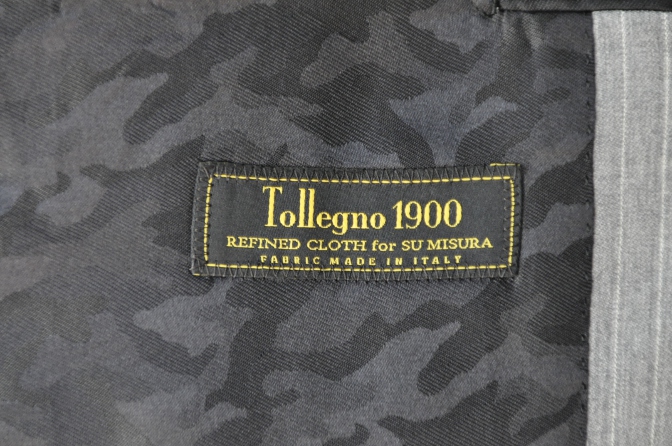 Tollegno 1900
REFINED CLOTH for SU MISURA
FABRIC MADE IN ITALY